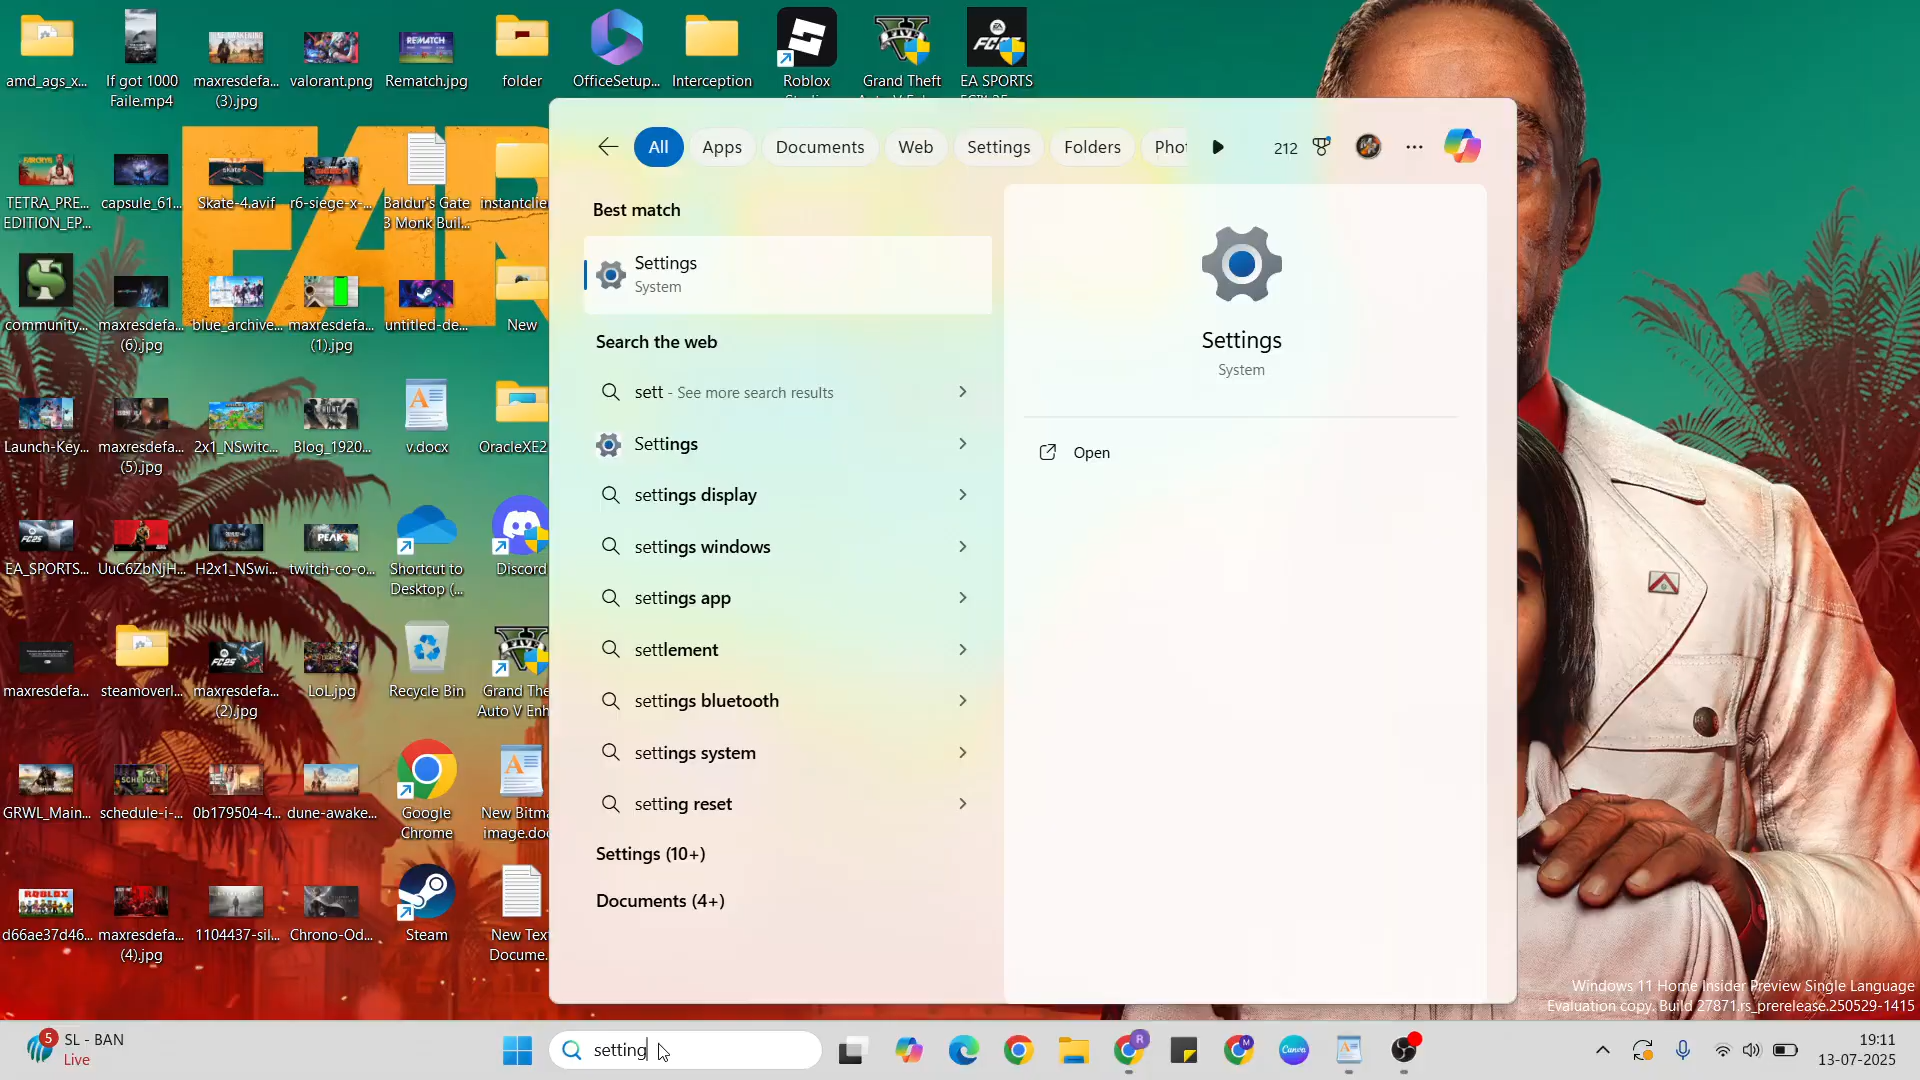 amd_ags_x...
If got 1000
Faile.mp4
maxresdefa...
(3).jpg
valorant.png
Rematch.jpg
folder
OfficeSetup...
Interception
Roblox
Grand Theft
EA SPORTS
TETRA_PRE...
EDITION_EP...
capsule_61...
Skate-4.avif
r6-siege-x-...
Baldur's Gate
3 Monk Buil...
instantclie
community...
maxresdefa...
(6).jpg
blue_archive...
maxresdefa...
(1).jpg
untitled-de...
New
Launch-Key...
maxresdefa...
(5).jpg
2x1_NSwitc...
Blog_1920...
v.docx
OracleXE2
EA_SPORTS...
UuC6ZbNjH...
H2x1_NSwi...
twitch-co-o...
Shortcut to
Desktop (...
Discord
maxresdefa...
steamoverl...
maxresdefa...
(2).jpg
LoL.jpg
Recycle Bin
Grand The
Auto V Enh
GRWL_Main...
schedule-i-...
0b179504-4...
dune-awake...
Google
Chrome
New Bitma
image.doc
d66ae37d46...
maxresdefa...
(4).jpg
1104437-sil...
Chrono-Od...
Steam
New Text
Docume.
All
Apps
Documents
Web
Settings
Folders
Phot
212
Best match
Settings
System
Search the web
sett - See more search results
Settings
settings display
settings windows
settings app
settlement
settings bluetooth
settings system
setting reset
Settings (10+)
Documents (4+)
Settings
System
Open
Windows 11 Home Insider Preview Single Language
Evaluation copy. Build 27871.rs_prerelease.250529-1415
5
SL - BAN
Live
setting
19:11
13-07-2025